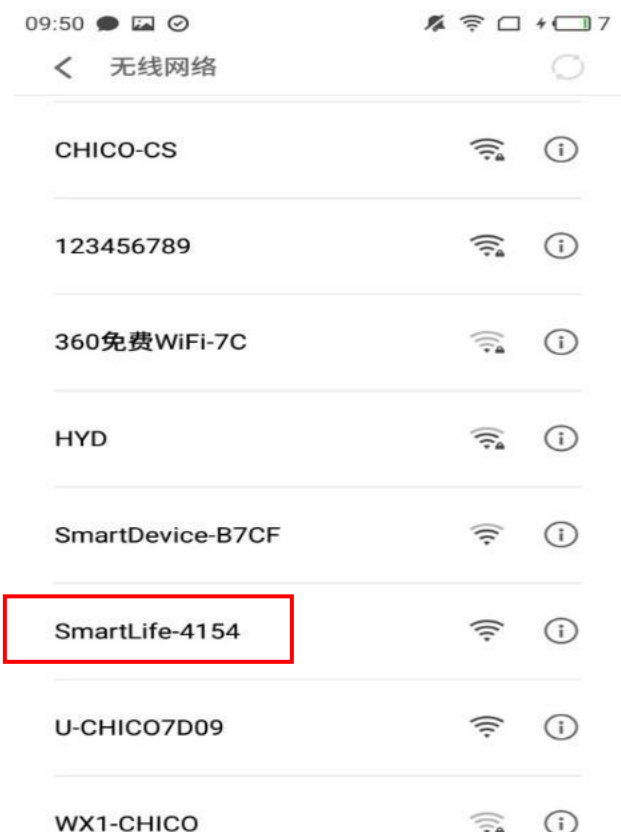 09:50 7
无线网络
CHICO-CS
123456789
360免费WiFi-7C
HYD
SmartDevice-B7CF
SmartLife-4154
U-CHICO7D09
WX1-CHICO